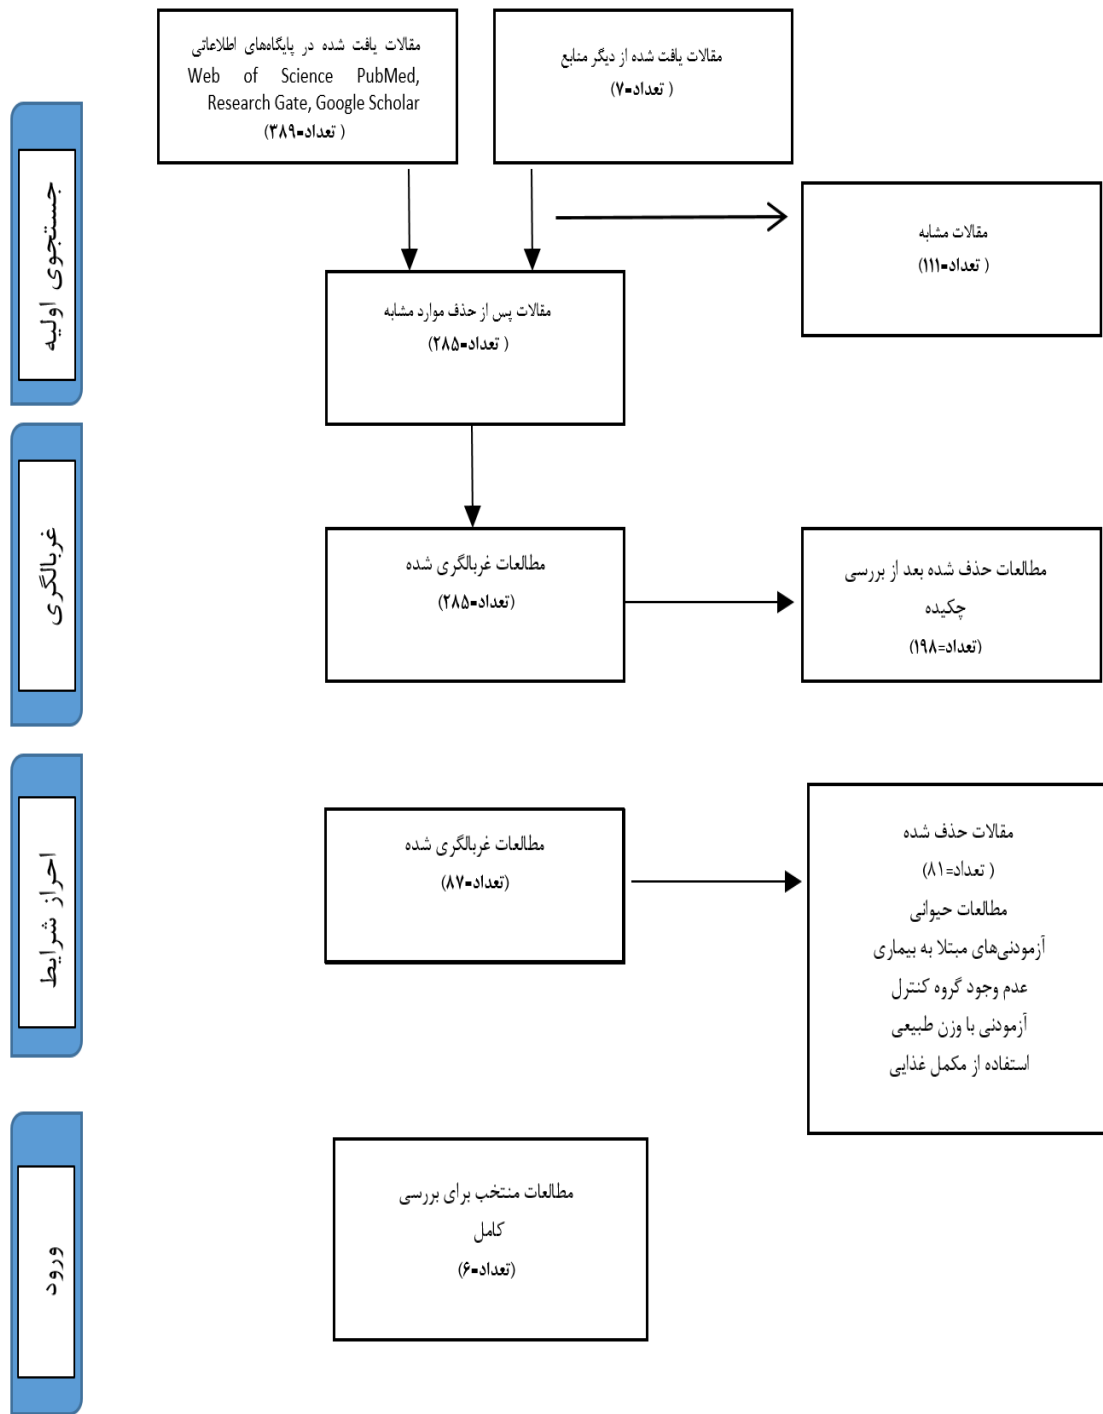 مقالات یافت شده در پایگاه‌های اطلاعاتی
Web of Science PubMed,
Research Gate, Google Scholar
( تعداد=۳۸۹)
مقالات یافت شده از دیگر منابع
( تعداد=۷)
جستجوی اولیه
مقالات مشابه
( تعداد=۱۱۱)
مقالات پس از حذف موارد مشابه
( تعداد=۲۸۵)
غربالگری
مطالعات غربالگری شده
(تعداد=۲۸۵)
مطالعات حذف شده بعد از بررسی
چکیده
(تعداد=۱۹۸)
احراز شرایط
مطالعات غربالگری شده
(تعداد=۸۷)
مقالات حذف شده
( تعداد=۸۱)
مطالعات حیوانی
آزمودنی‌های مبتلا به بیماری
عدم وجود گروه کنترل
آزمودنی با وزن طبیعی
استفاده از مکمل غذایی
ورود
مطالعات منتخب برای بررسی
کامل
(تعداد=۶)